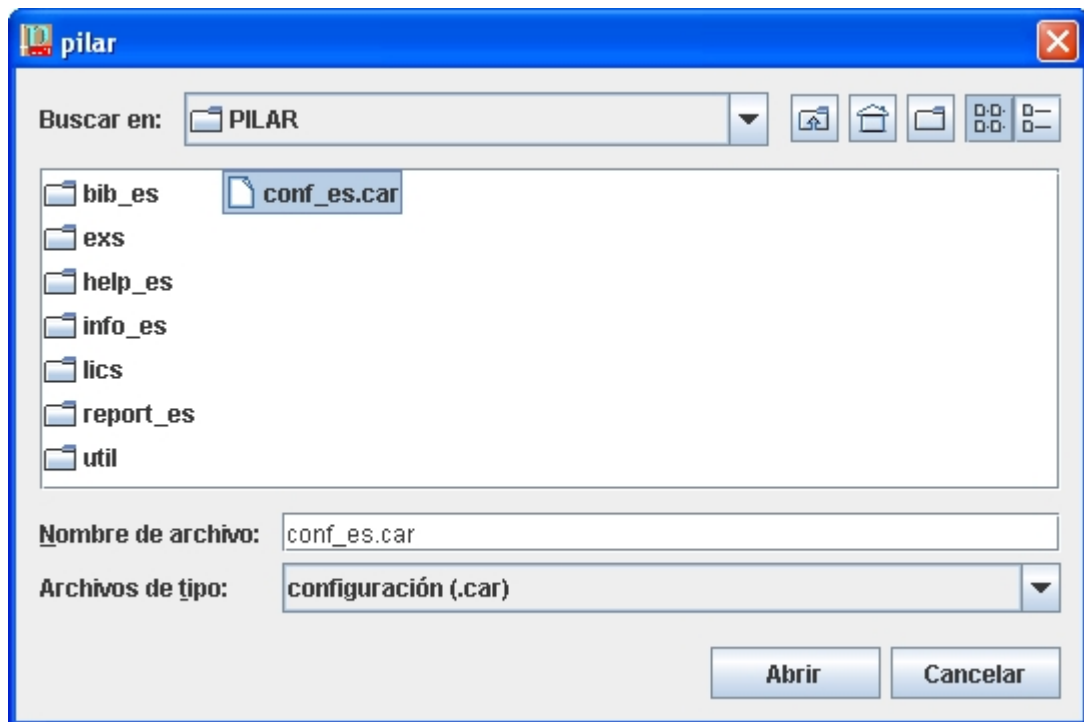 pilar
Buscar en: PILAR
bib_es conf_es.car
exs
help_es
info_es
lics
report_es
util
Nombre de archivo: conf_es.car
Archivos de tipo: configuración (.car)
Abrir Cancelar